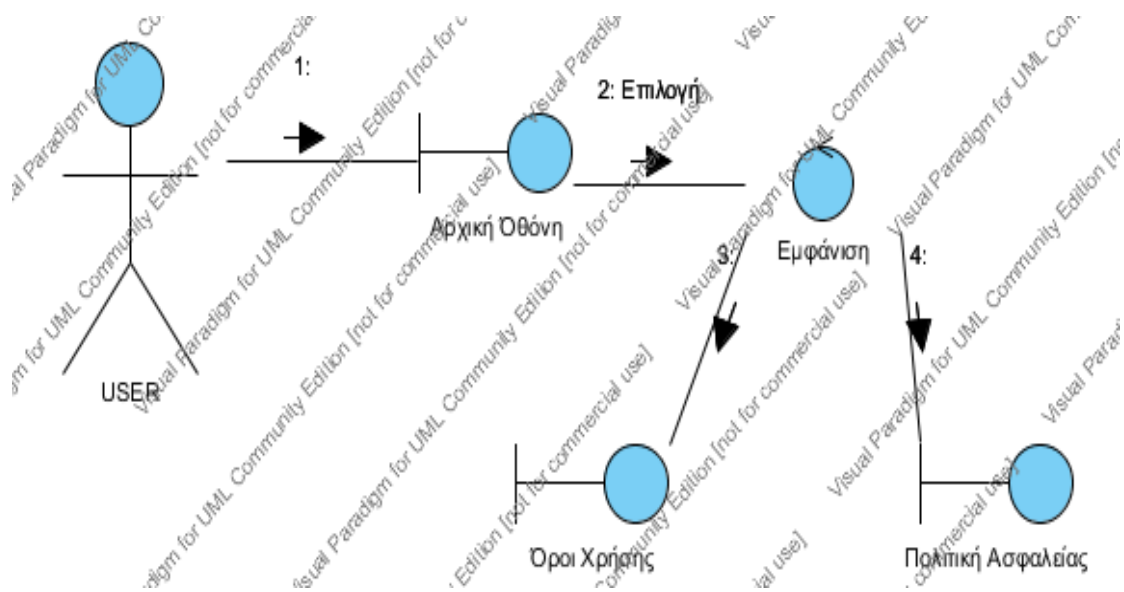 1:
2: Επιλογή
Αρχική Όθόνη
3:
Εμφάνιση
4:
USER
Όροι Χρήσης
Πολιτική Ασφαλείας
Visual Paradigm for UML Community Edition [not for commercial use]